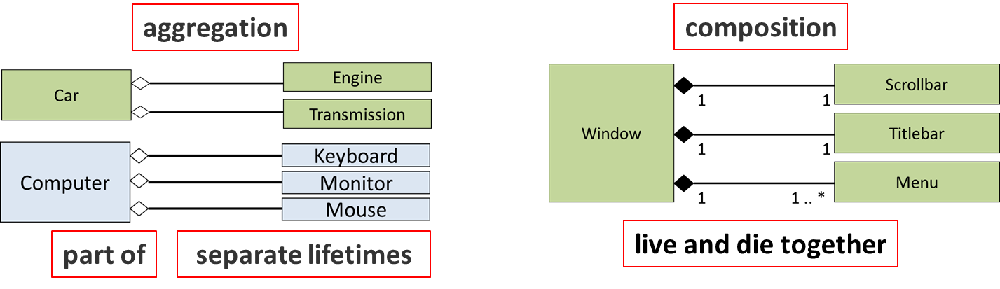 aggregation
Car
Engine
Transmission
Computer
Keyboard
Monitor
Mouse
part of
separate lifetimes
composition
Window
Scrollbar
1 1
Titlebar
1 1
Menu
1 1 .. *
live and die together